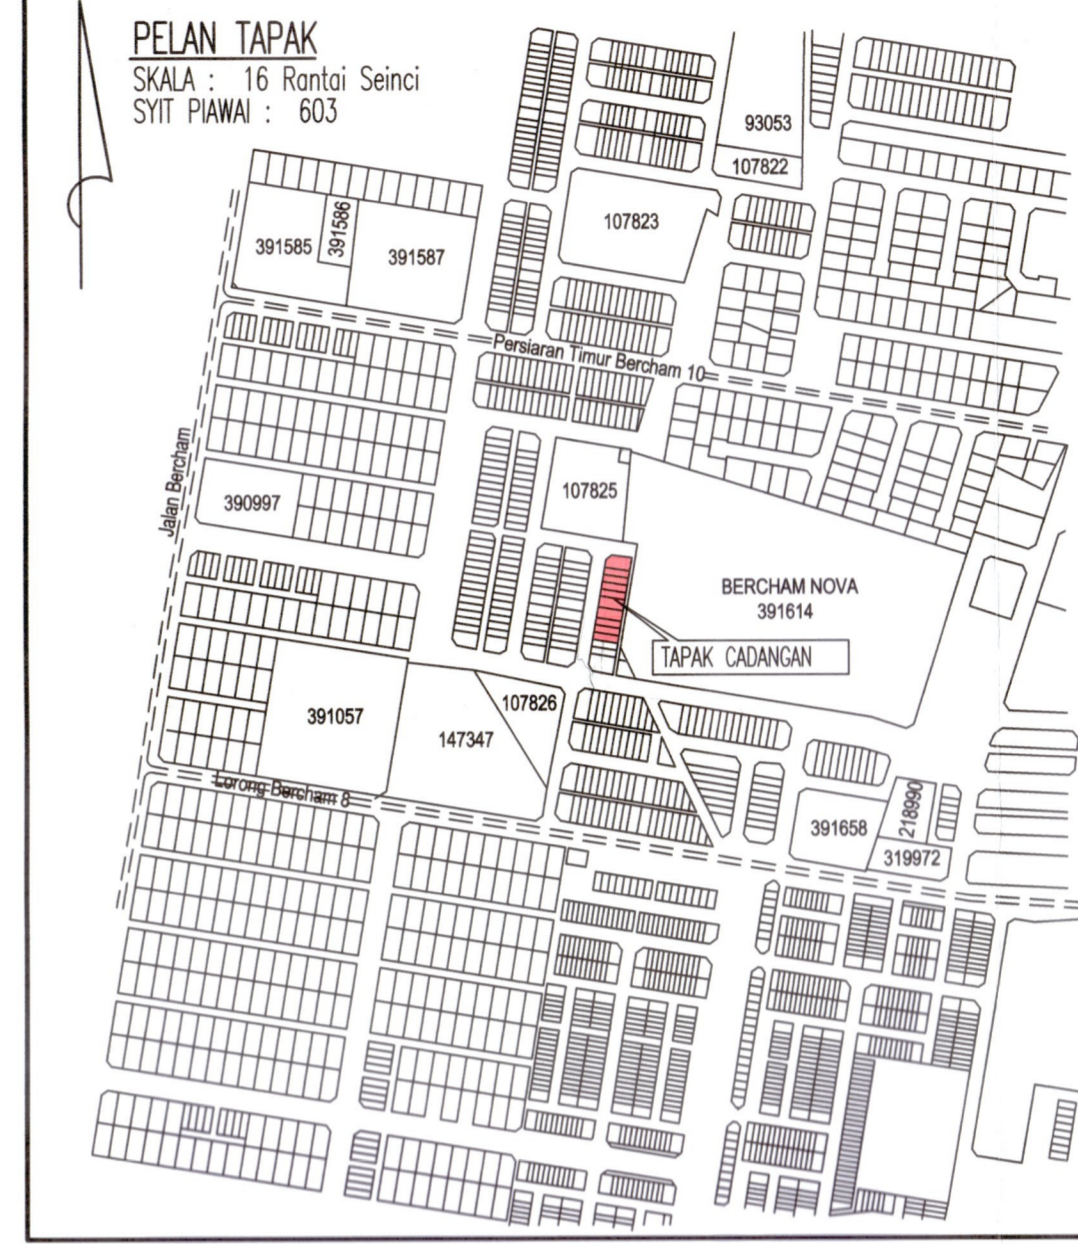 PELAN TAPAK
SKALA : 16 Rantai Seinci
SYIT PIAWAI : 603
93053
107822
107823
391585
391586
391587
Persiaran Timur Bercham 10
Jalan Bercham
390997
107825
BERCHAM NOVA
391614
TAPAK CADANGAN
391057
147347
107826
Lorong Bercham 8
391658
218990
319972